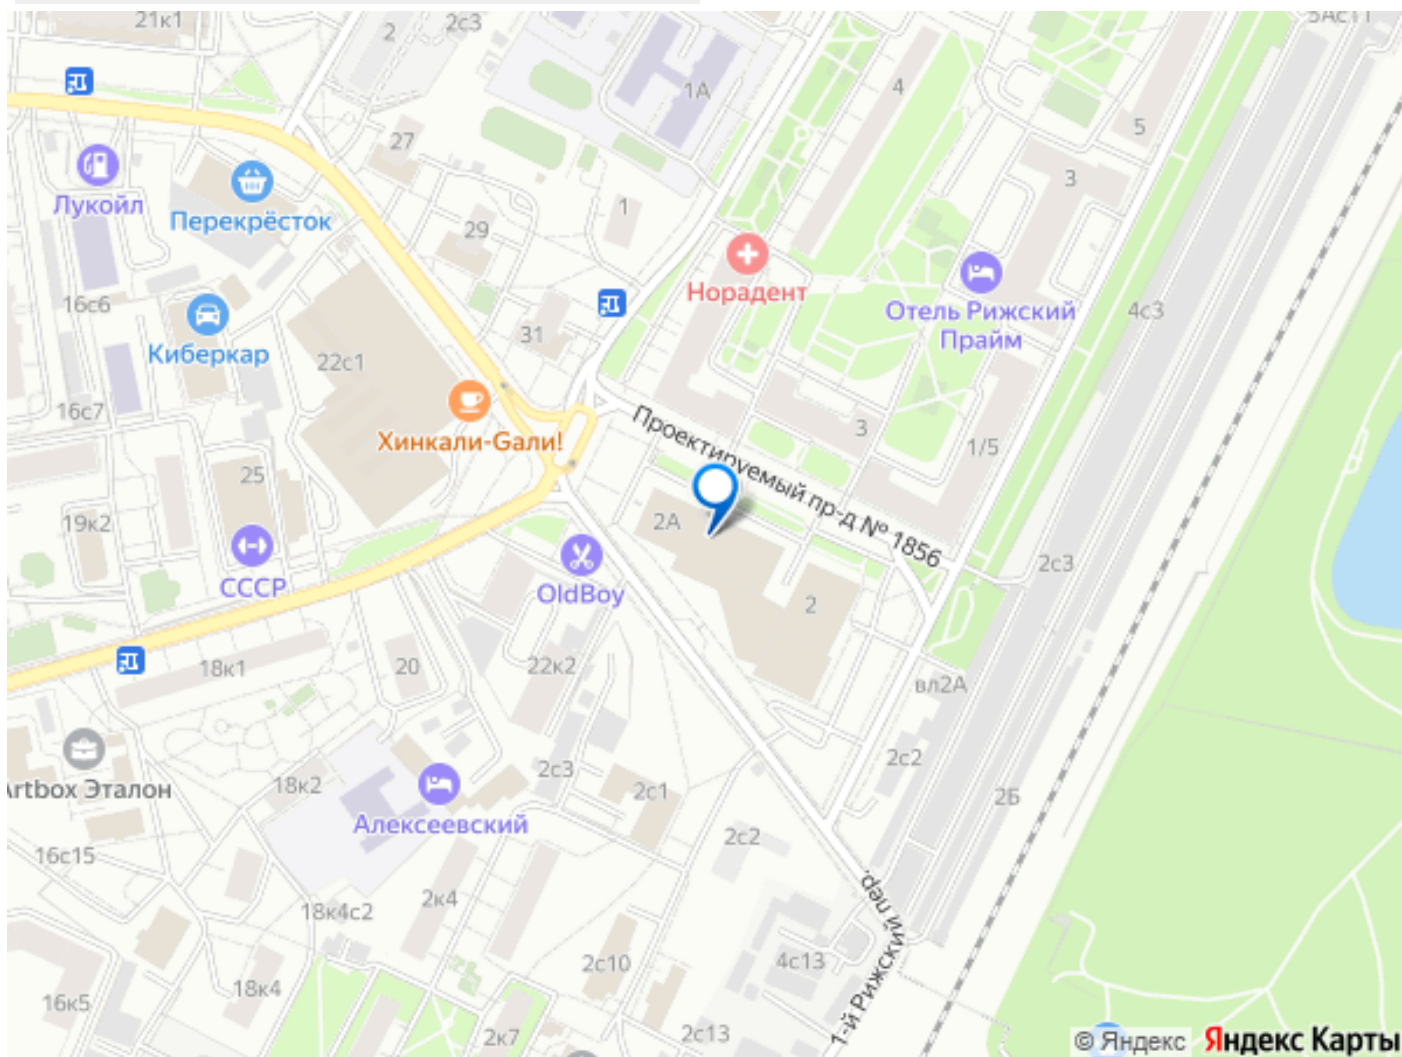 21к1
2
2с3
5Ас11
1А
4
27
5
Лукойл
Перекрёсток
3
29
1
Норадент
Отель Рижский
Прайм
16с6
4с3
Киберкар
22с1
31
16с7
Хинкали-Gали!
Проектируемый пр-д № 1856
3
1/5
25
19к2
2А
СССР
OldBoy
2с3
2
18к1
20
22к2
вл2А
Artbox Эталон
18к2
2с3
2с1
2с2
2Б
Алексеевский
2с2
16с15
18к4с2
2к4
1-й Рижский пер.
2с10
4с13
16к5
18к4
2к7
2с13
© Яндекс Яндекс Карты